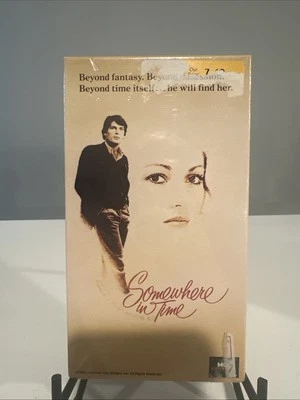 Beyond fantasy. Beyond
Beyond time itself... he will find her.
Somewhere
in Time